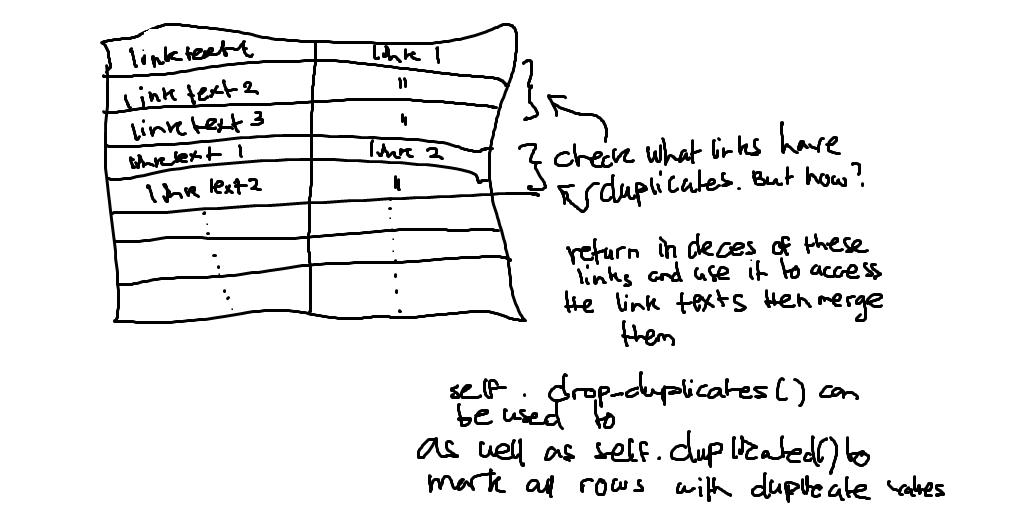 link text 1 link 1
link text 2 "
link text 3 "
link text 1 link 2
link text 2 "
check what links have
duplicates. But how?
return indeces of these
links and use it to access
the link texts then merge
them
self. drop-duplicates() can
be used to
as well as self.duplicated() to
mark all rows with duplicate values